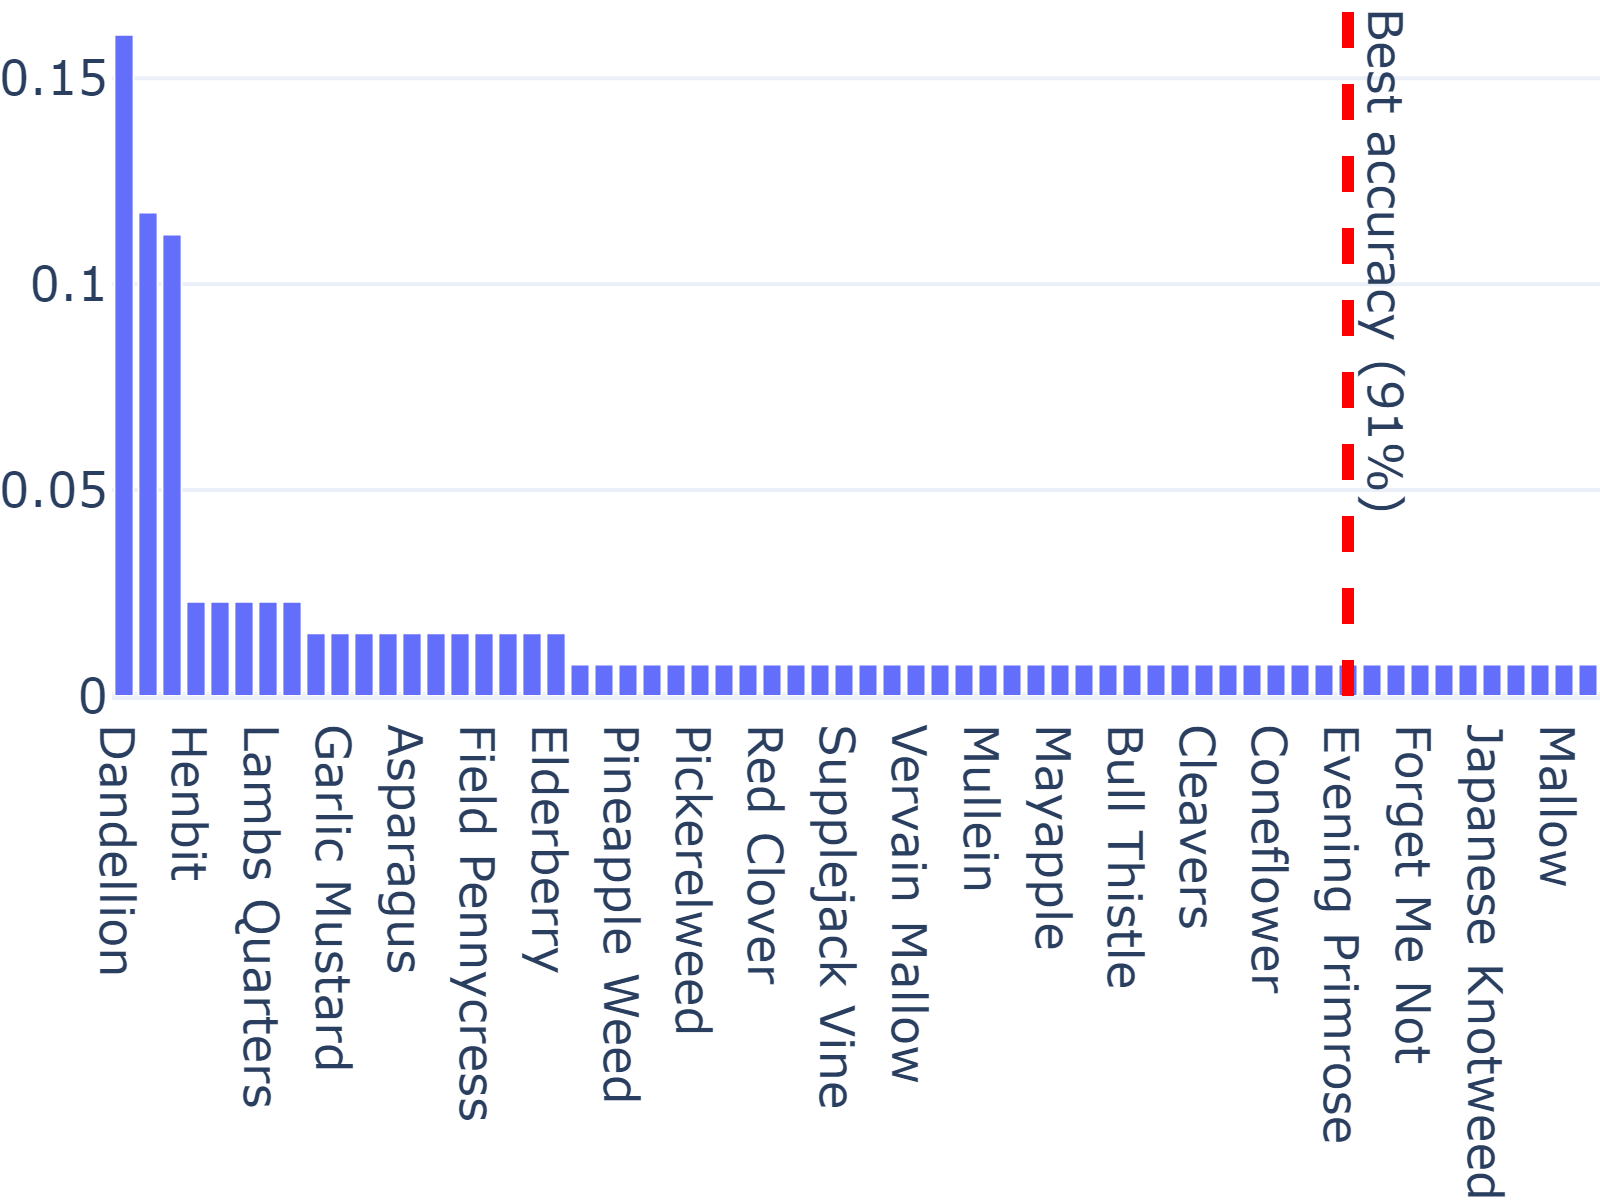 0.15
0.1
0.05
0
Best accuracy (91%)
Dandellion
Henbit
Lambs Quarters
Garlic Mustard
Asparagus
Field Pennycress
Elderberry
Pineapple Weed
Pickerelweed
Red Clover
Supplejack Vine
Vervain Mallow
Mullein
Mayapple
Bull Thistle
Cleavers
Coneflower
Evening Primrose
Forget Me Not
Japanese Knotweed
Malllow